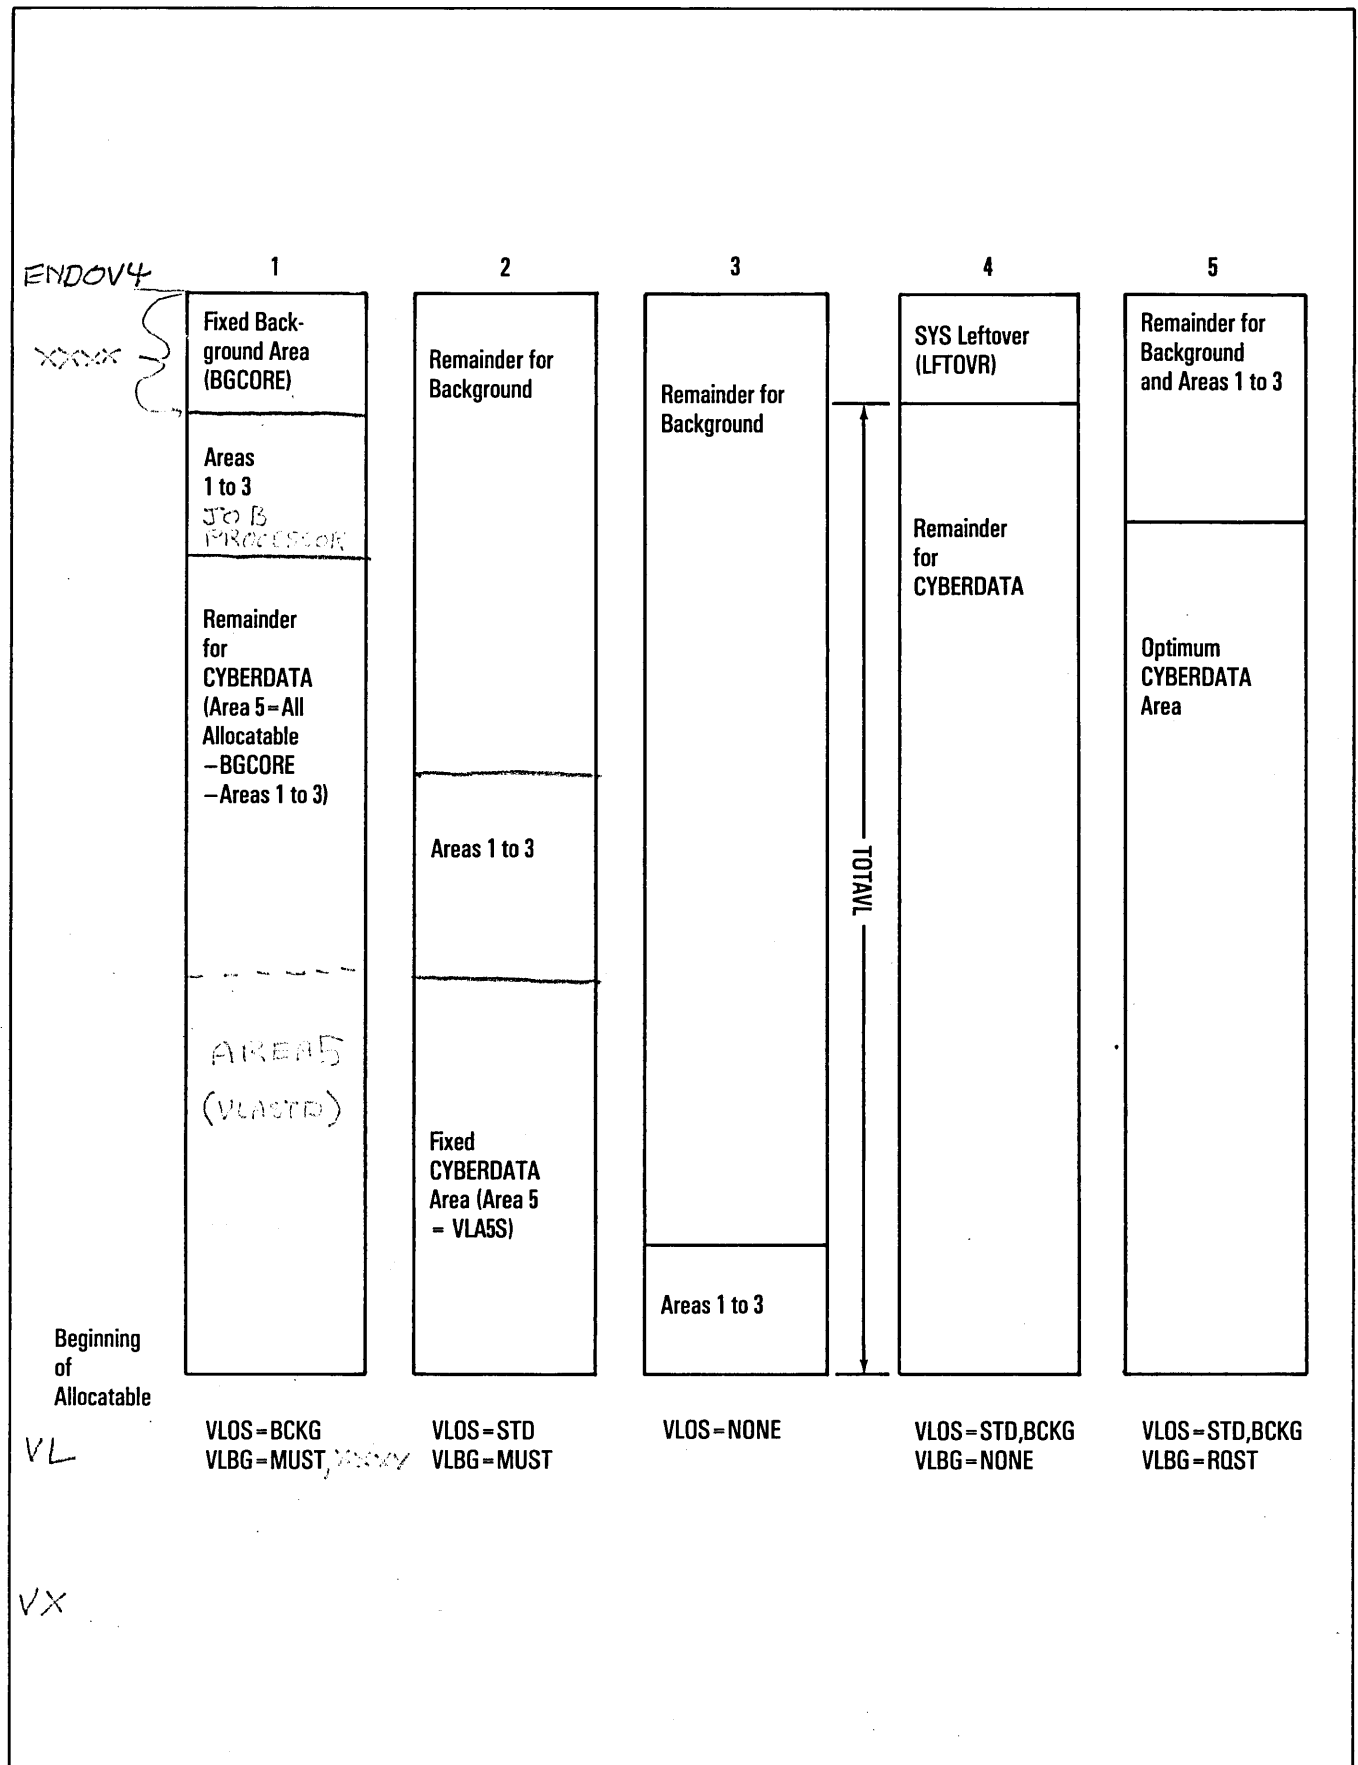 1
2
3
4
5
ENDOV4
XXXX
Fixed Back-
ground Area
(BGCORE)
Areas
1 to 3
JOB
PROCESSOR
Remainder
for
CYBERDATA
(Area 5=All
Allocatable
–BGCORE
–Areas 1 to 3)
AREA5
(VLASTD)
Remainder for
Background
Areas 1 to 3
Fixed
CYBERDATA
Area (Area 5
= VLA5S)
Remainder for
Background
Areas 1 to 3
TOTAVL
SYS Leftover
(LFTOVR)
Remainder
for
CYBERDATA
Remainder for
Background
and Areas 1 to 3
Optimum
CYBERDATA
Area
Beginning
of
Allocatable
VL
VLOS=BCKG
VLBG=MUST,
VLOS=STD
VLBG=MUST
VLOS=NONE
VLOS=STD,BCKG
VLBG=NONE
VLOS=STD,BCKG
VLBG=RQST
VX